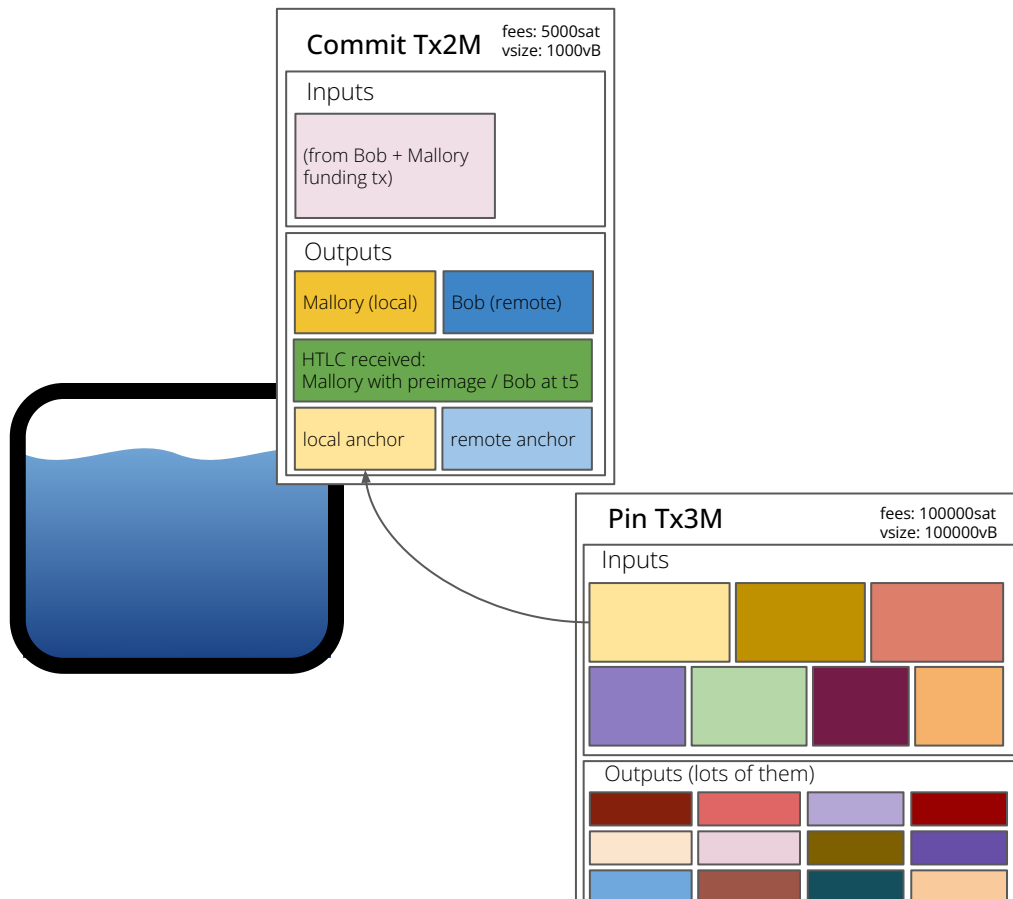 Commit Tx2M
fees: 5000sat
vsize: 1000vB
Inputs
(from Bob + Mallory
funding tx)
Outputs
Mallory (local)
Bob (remote)
HTLC received:
Mallory with preimage / Bob at t5
local anchor
remote anchor
Pin Tx3M
fees: 100000sat
vsize: 100000vB
Inputs
Outputs (lots of them)